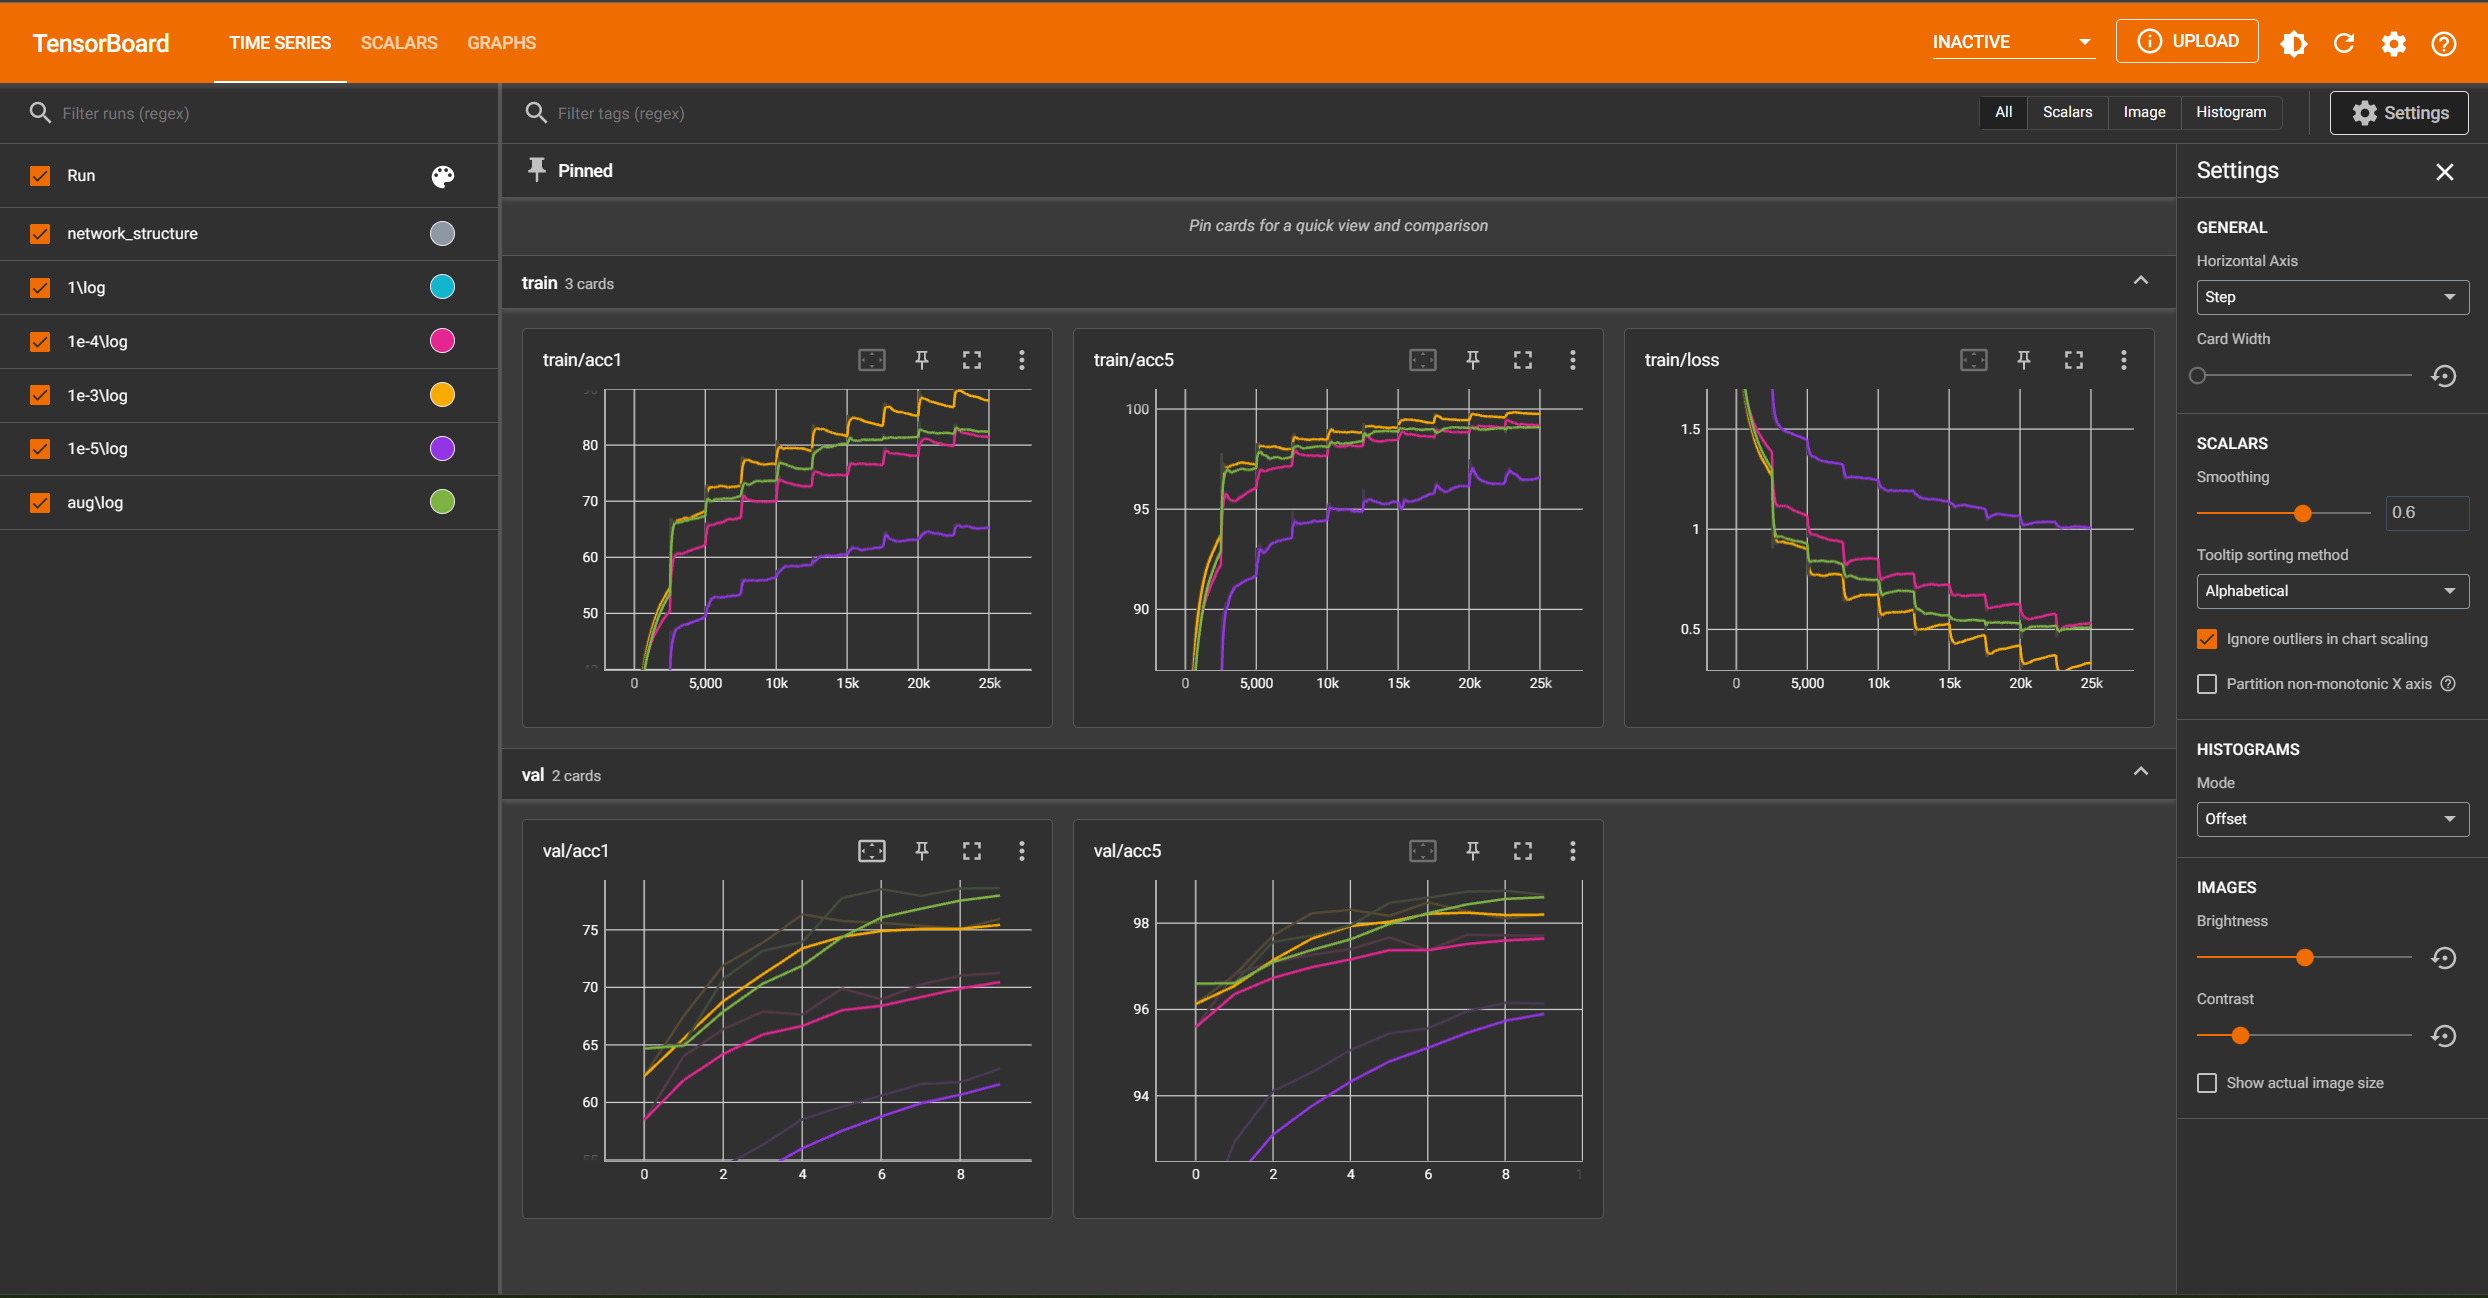 TensorBoard TIME SERIES SCALARS GRAPHS INACTIVE UPLOAD
Filter runs (regex)
Run
network_structure
1\log
1e-4\log
1e-3\log
1e-5\log
aug\log
Filter tags (regex) All Scalars Image Histogram Settings
Pinned
Pin cards for a quick view and comparison
train 3 cards
train/acc1
80
70
60
50
0 5,000 10k 15k 20k 25k
train/acc5
100
95
90
0 5,000 10k 15k 20k 25k
train/loss
1.5
1
0.5
0 5,000 10k 15k 20k 25k
val 2 cards
val/acc1
75
70
65
60
0 2 4 6 8
val/acc5
98
96
94
0 2 4 6 8
Settings
GENERAL
Horizontal Axis
Step
Card Width
SCALARS
Smoothing
0.6
Tooltip sorting method
Alphabetical
Ignore outliers in chart scaling
Partition non-monotonic X axis
HISTOGRAMS
Mode
Offset
IMAGES
Brightness
Contrast
Show actual image size